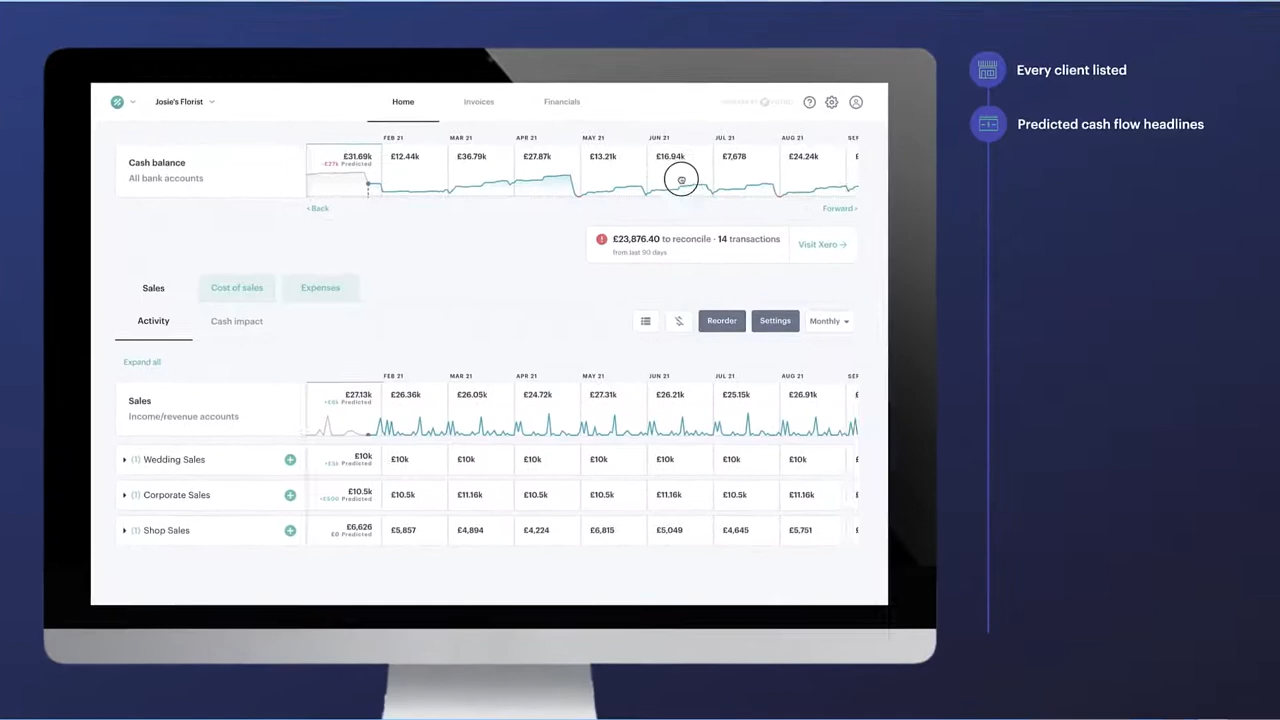 Every client listed
Predicted cash flow headlines
Josie's Florist
Home
Invoices
Financials
FEB 21
MAR 21
APR 21
MAY 21
JUN 21
JUL 21
AUG 21
Cash balance
All bank accounts
£31.69k
-£27k Predicted
£12.44k
£36.79k
£27.87k
£13.21k
£16.94k
£7,678
£24.24k
£
< Back
Forward >
£23,876.40 to reconcile · 14 transactions
from last 90 days
Visit Xero →
Sales
Cost of sales
Expenses
Activity
Cash impact
Reorder
Settings
Monthly
Expand all
FEB 21
MAR 21
APR 21
MAY 21
JUN 21
JUL 21
AUG 21
Sales
Income/revenue accounts
£27.13k
Predicted
£26.36k
£26.05k
£24.72k
£27.31k
£26.21k
£25.15k
£26.91k
£
(1) Wedding Sales
£10k
Predicted
£10k
£10k
£10k
£10k
£10k
£10k
£10k
£
(1) Corporate Sales
£10.5k
+£500 Predicted
£10.5k
£11.16k
£10.5k
£10.5k
£11.16k
£10.5k
£11.16k
£
(1) Shop Sales
£6,626
£0 Predicted
£5,857
£4,894
£4,224
£6,815
£5,049
£4,645
£5,751
£